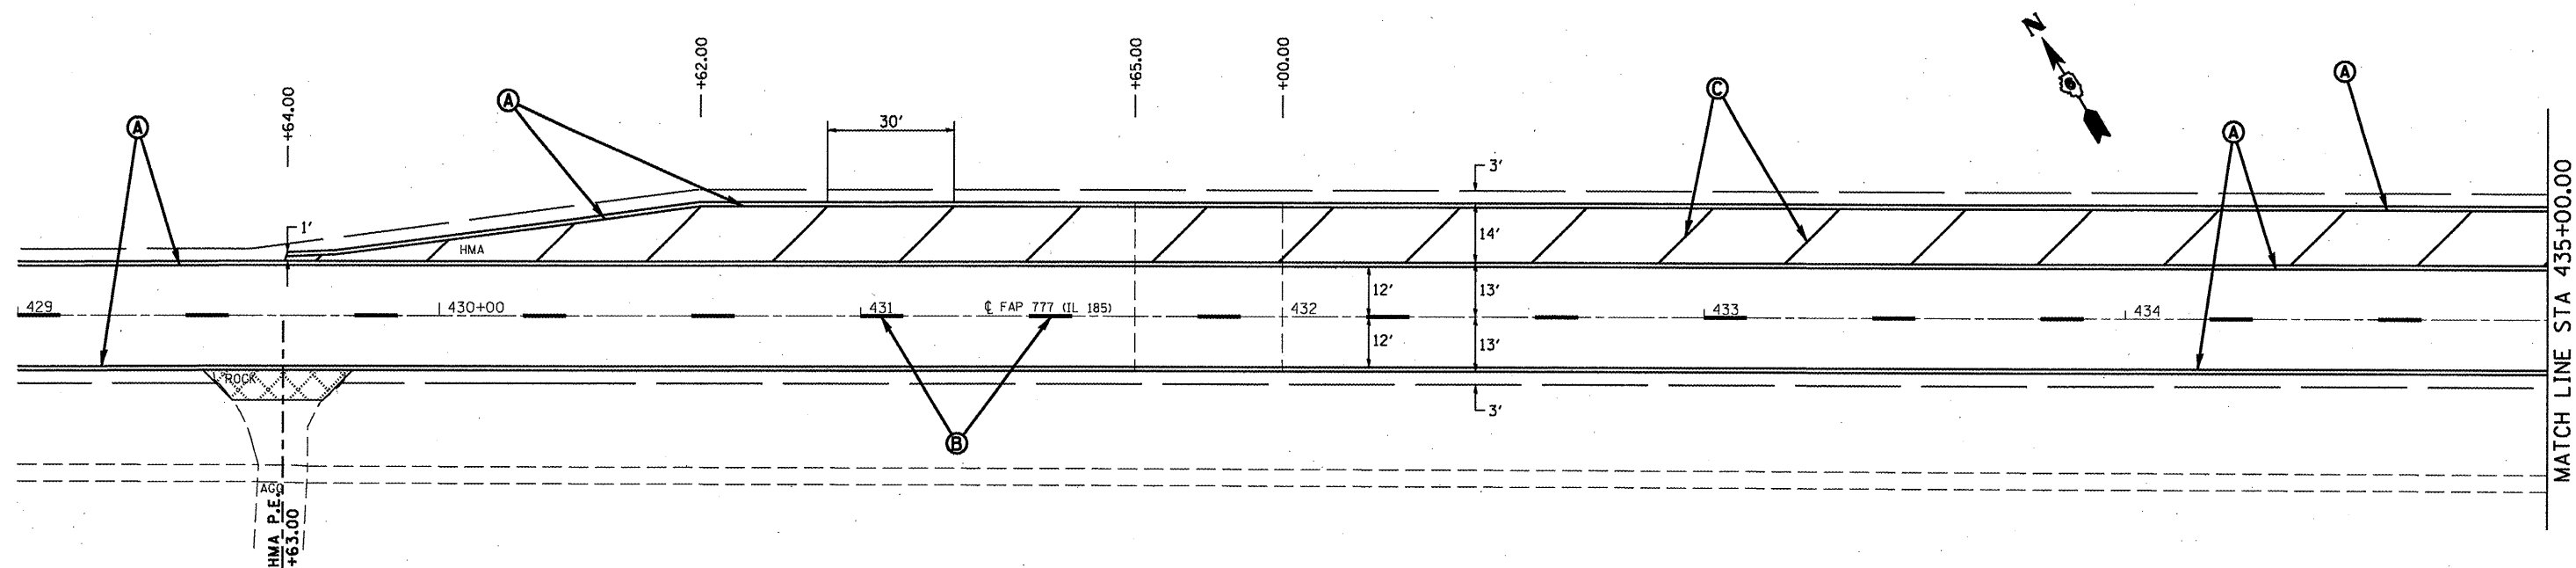 +64.00
+62.00
+65.00
+00.00
N
A
A
C
A
A
30'
3'
1'
HMA
14'
12'
13'
429
430+00
431
℄ FAP 777 (IL 185)
432
433
434
12'
13'
ROCK
3'
B
AGG
HMA P.E.
+63.00
MATCH LINE STA 435+00.00